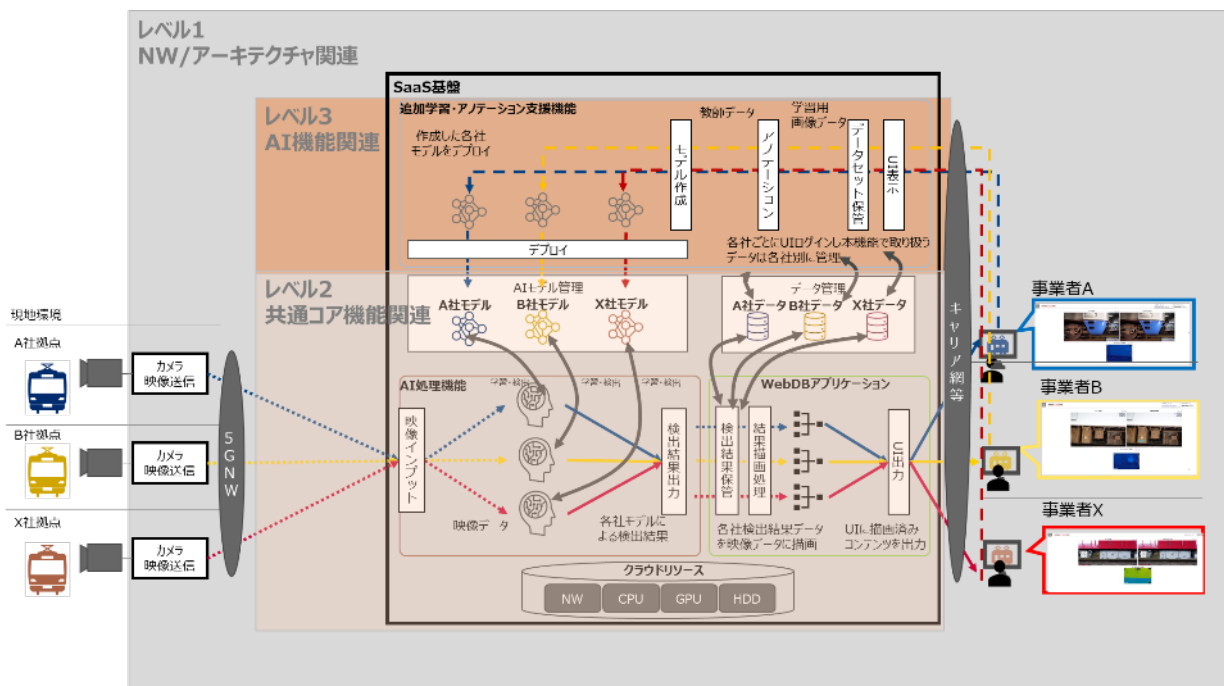 レベル1
NW/アーキテクチャ関連
SaaS基盤
レベル3
AI機能関連
追加学習・アノテーション支援機能
作成した各社
モデルをデプロイ
教師データ
学習用
画像データ
モデル作成
アノテーション
データセット保管
UI表示
デプロイ
各社ごとにUIログインし本機能で取り扱う
データは各社別に管理
レベル2
共通コア機能関連
AIモデル管理
A社モデル
B社モデル
X社モデル
データ管理
A社データ
B社データ
X社データ
現地環境
A社拠点
カメラ
映像送信
B社拠点
カメラ
映像送信
X社拠点
カメラ
映像送信
5GNW
AI処理機能
学習・検出
学習・検出
学習・検出
映像インプット
映像データ
検出結果出力
各社モデルに
よる検出結果
WebDBアプリケーション
検出結果保管
結果描画処理
UI出力
各社検出結果データ
を映像データに描画
UIに描画済み
コンテンツを出力
クラウドリソース
NW
CPU
GPU
HDD
キャリア網等
事業者A
事業者B
事業者X